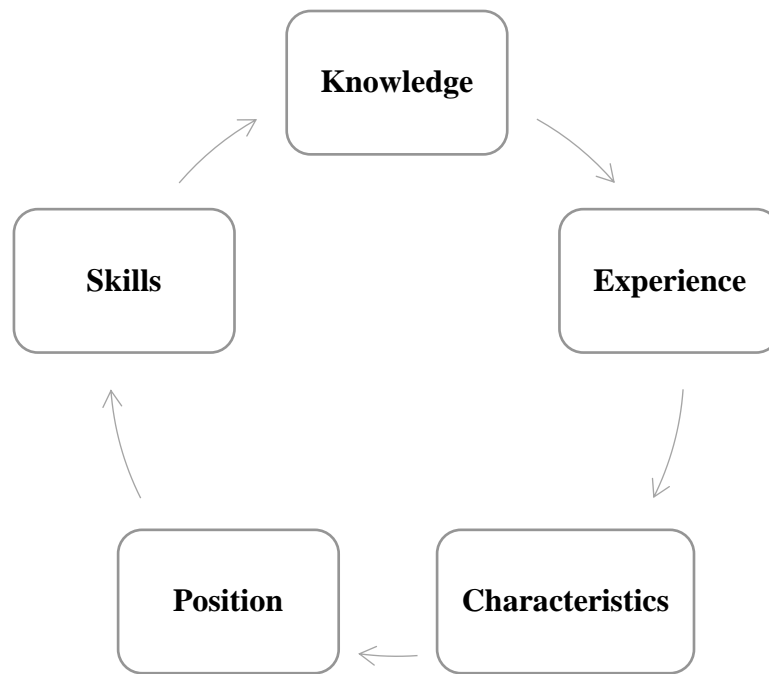 Knowledge
Experience
Characteristics
Position
Skills